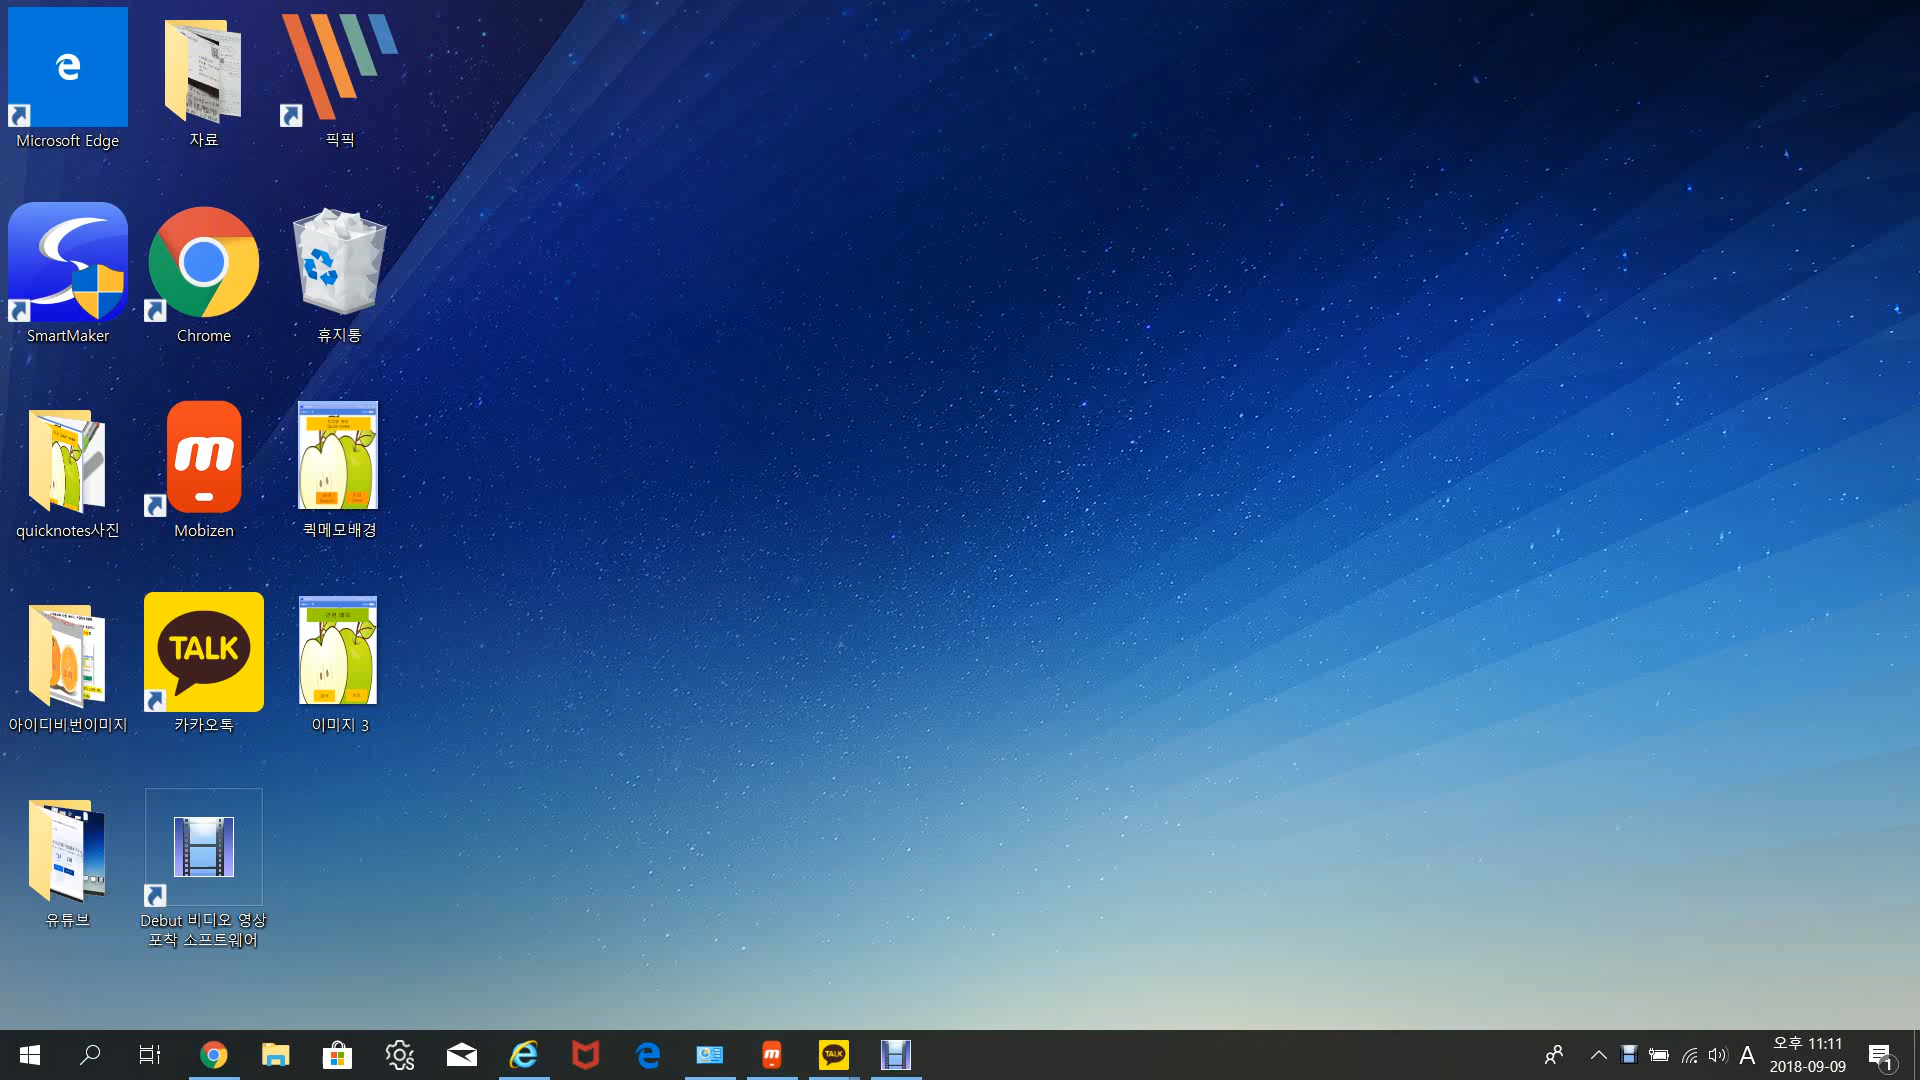 Microsoft Edge
자료
픽픽
SmartMaker
Chrome
휴지통
quicknotes사진
Mobizen
퀵메모배경
아이디비번이미지
TALK
카카오톡
이미지 3
유튜브
Debut 비디오 영상
포착 소프트웨어
TALK
A
오후 11:11
2018-09-09
1